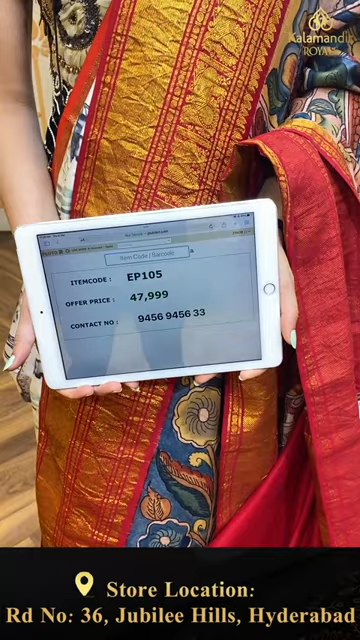 Kalamandir
ROYALE
Item Code / Barcode
ITEMCODE : EP105
OFFER PRICE : 47,999
CONTACT NO : 9456 9456 33
Store Location:
Rd No: 36, Jubilee Hills, Hyderabad